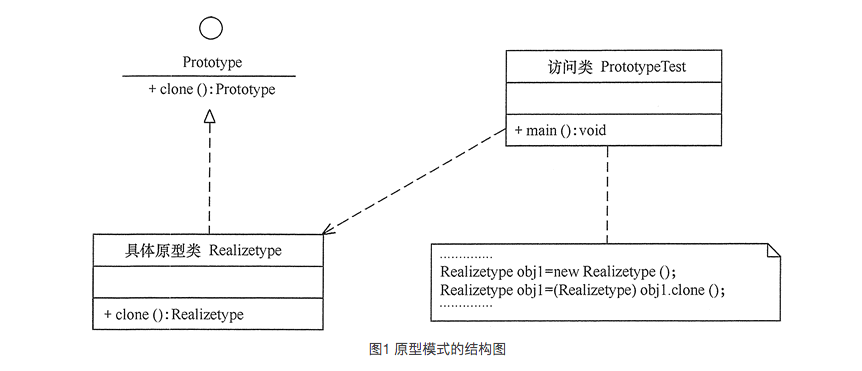 Prototype
+ clone ( ) : Prototype
访问类 PrototypeTest
+ main ( ) : void
具体原型类 Realizetype
+ clone ( ) : Realizetype
..............
Realizetype obj1=new Realizetype ( );
Realizetype obj1=(Realizetype) obj1.clone ( );
..............
图1 原型模式的结构图